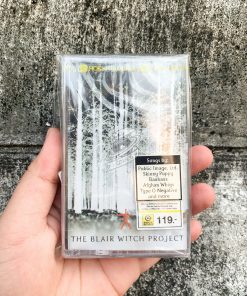 Songs by
Public Image, Ltd
Skinny Puppy
Bauhaus
Afghan Whigs
Type O Negative
and more
119.-
THE BLAIR WITCH PROJECT